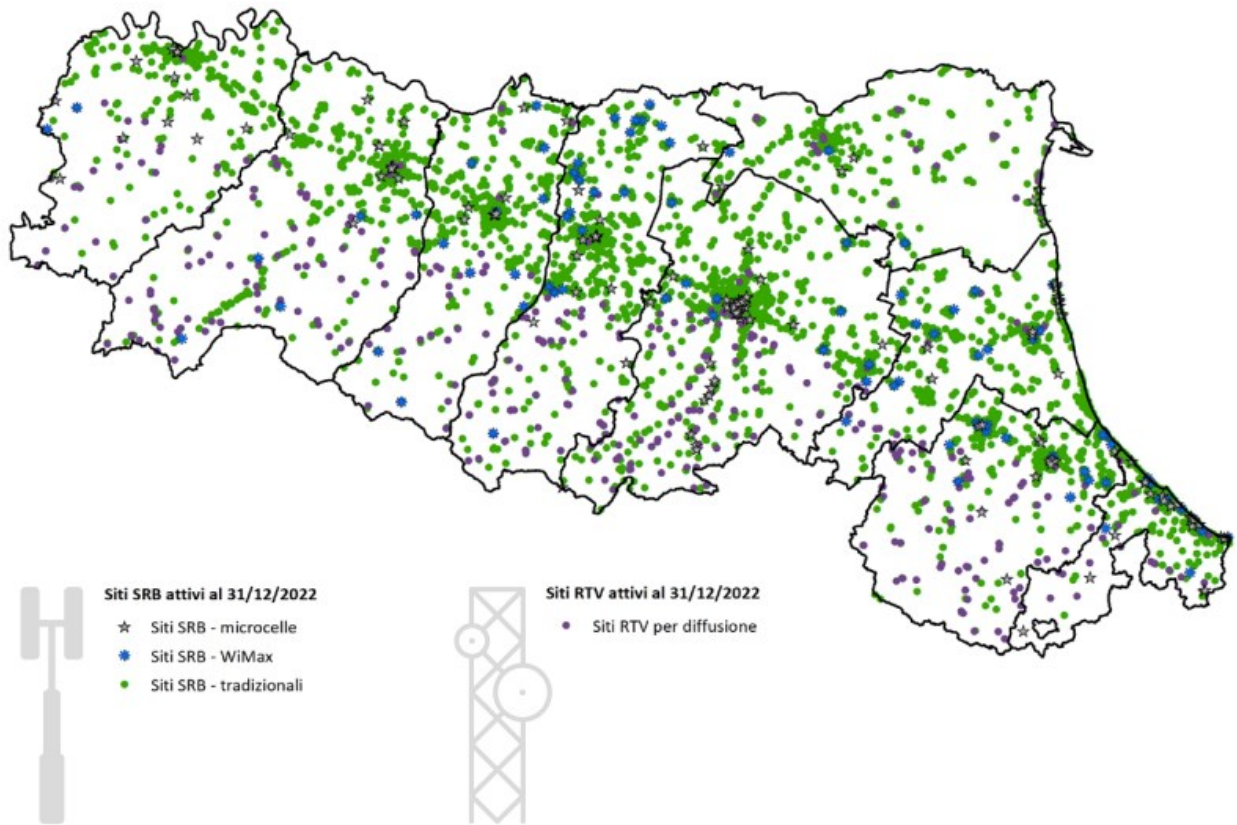 Siti SRB attivi al 31/12/2022
Siti SRB - microcelle
Siti SRB - WiMax
Siti SRB - tradizionali
Siti RTV attivi al 31/12/2022
Siti RTV per diffusione